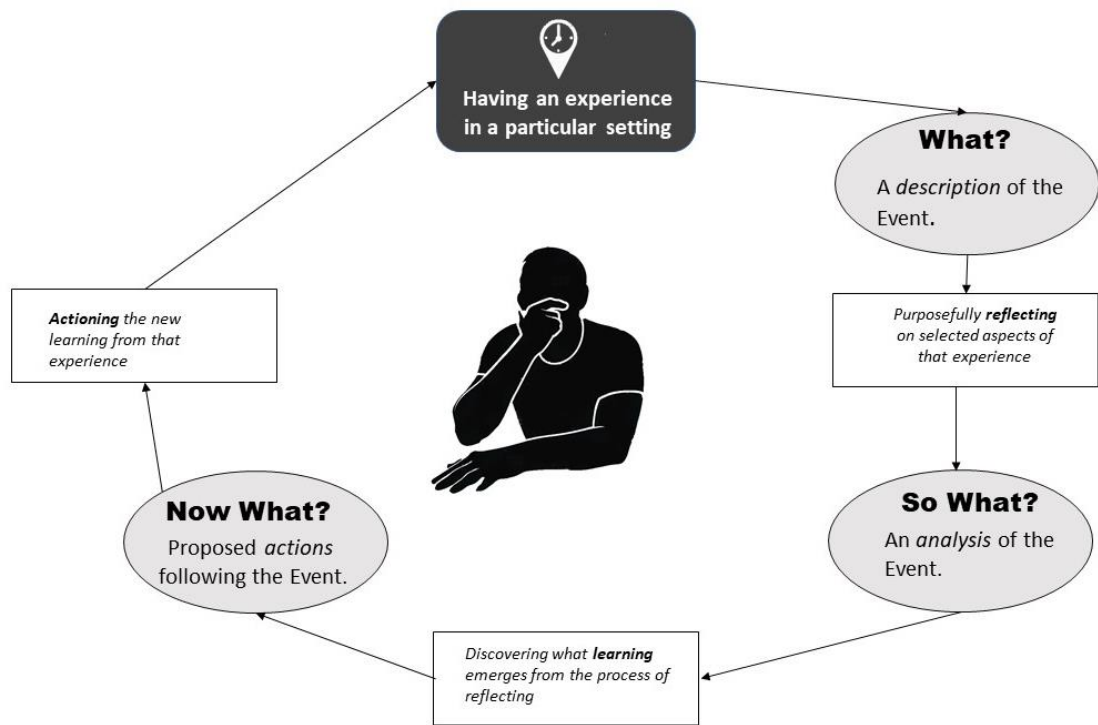 Having an experience
in a particular setting
What?
A description of the
Event.
Purposefully reflecting
on selected aspects of
that experience
So What?
An analysis of the
Event.
Discovering what learning
emerges from the process of
reflecting
Now What?
Proposed actions
following the Event.
Actioning the new
learning from that
experience